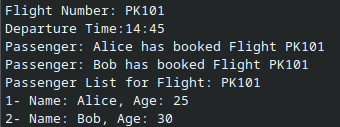 Flight Number: PK101
Departure Time:14:45
Passenger: Alice has booked Flight PK101
Passenger: Bob has booked Flight PK101
Passenger List for Flight: PK101
1- Name: Alice, Age: 25
2- Name: Bob, Age: 30